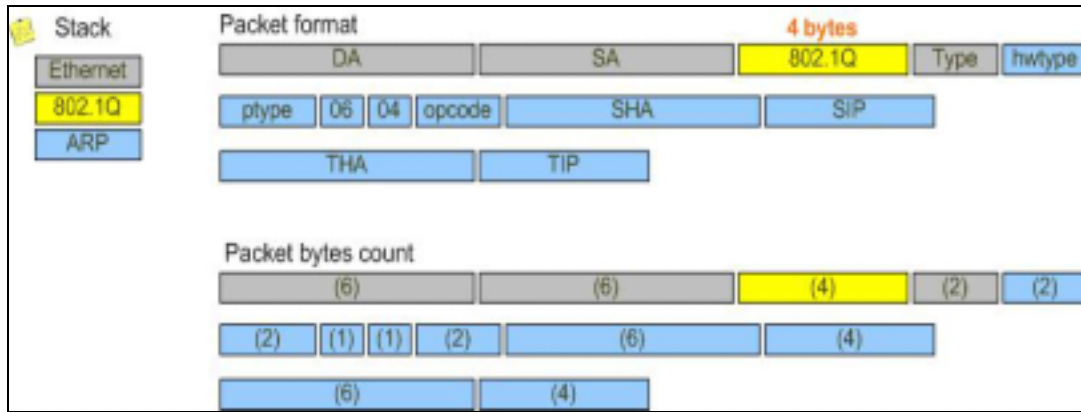 Stack
Ethernet
802.1Q
ARP
Packet format
4 bytes
DA SA 802.1Q Type hwtype
ptype 06 04 opcode SHA SIP
THA TIP
Packet bytes count
(6) (6) (4) (2) (2)
(2) (1) (1) (2) (6) (4)
(6) (4)